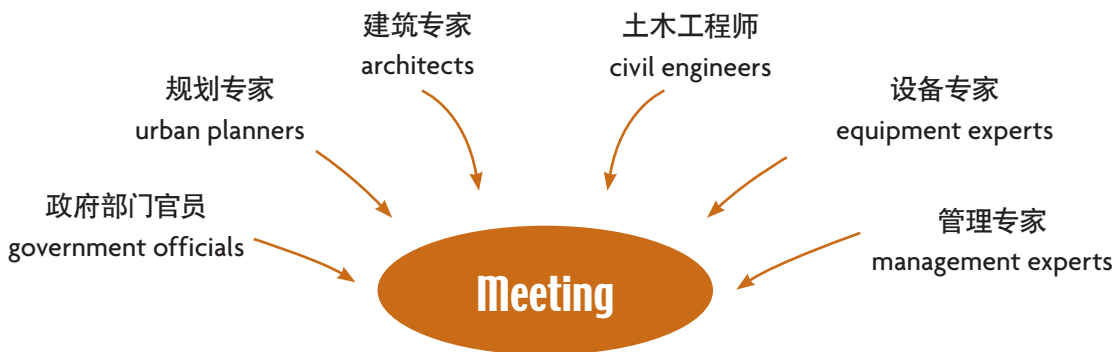 建筑专家
architects
土木工程师
civil engineers
规划专家
urban planners
设备专家
equipment experts
政府部门官员
government officials
管理专家
management experts
Meeting